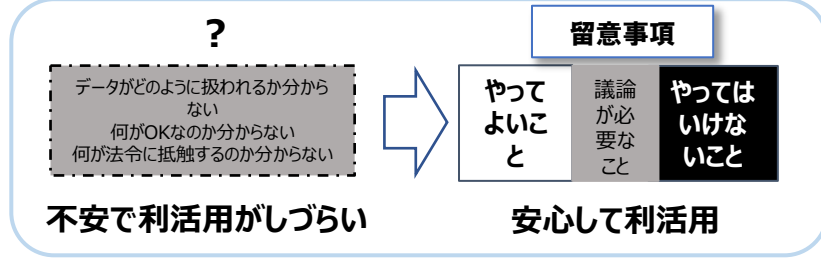 ?
データがどのように扱われるか分から
ない
何がOKなのか分からない
何が法令に抵触するのか分からない
不安で利活用がしづらい
留意事項
やって
よいこ
と
議論
が必
要な
こと
やっては
いけな
いこと
安心して利活用